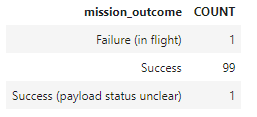 mission_outcome COUNT
Failure (in flight) 1
Success 99
Success (payload status unclear) 1